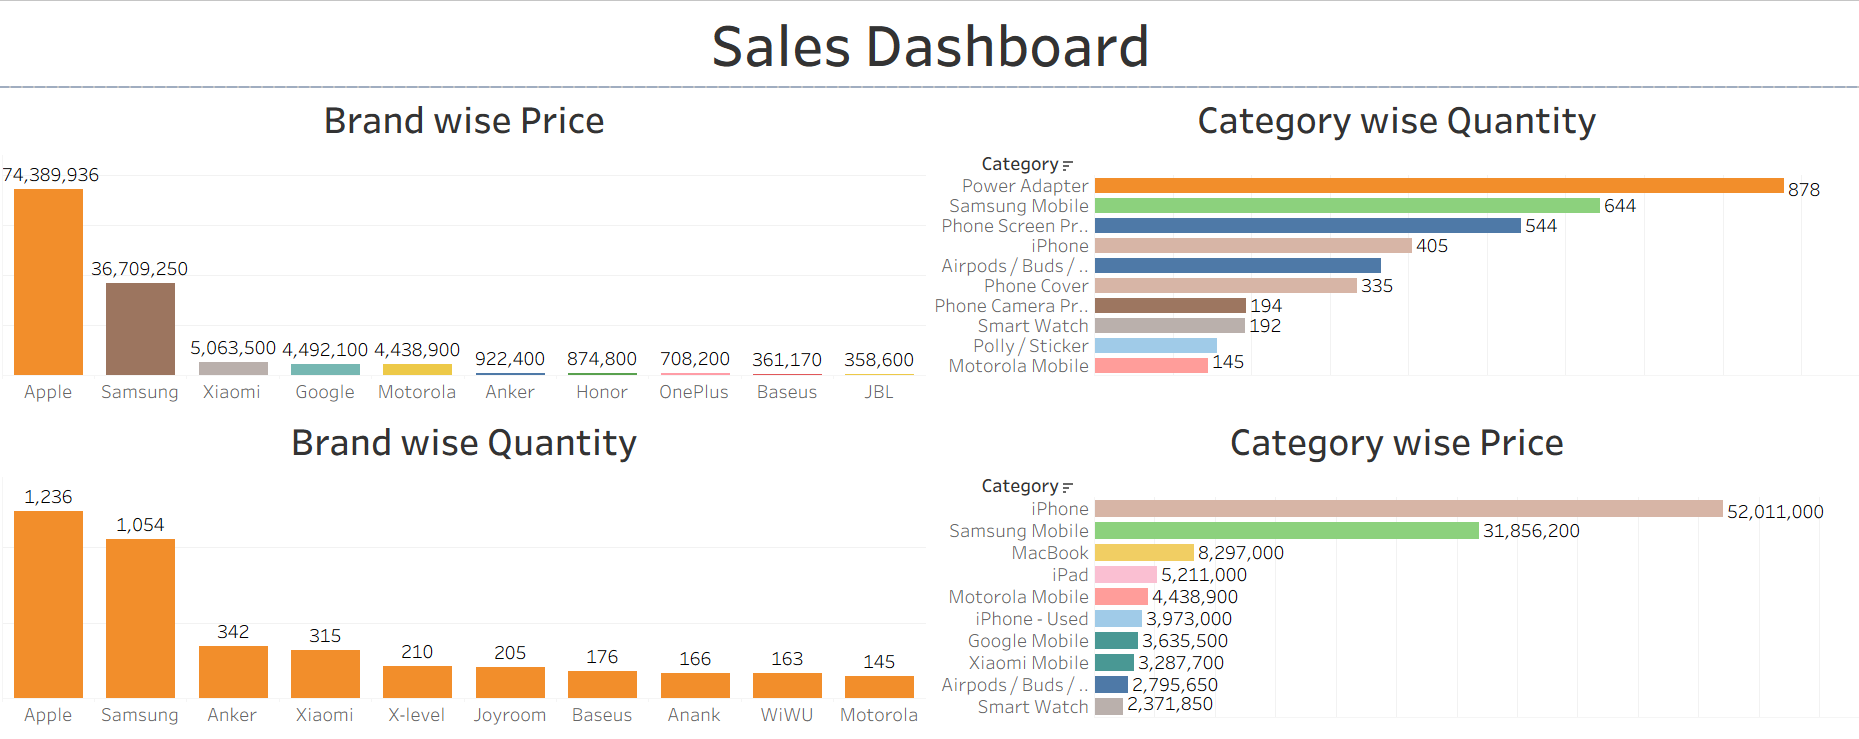 Sales Dashboard
Brand wise Price
74,389,936
36,709,250
5,063,500
4,492,100
4,438,900
922,400
874,800
708,200
361,170
358,600
Apple
Samsung
Xiaomi
Google
Motorola
Anker
Honor
OnePlus
Baseus
JBL
Category wise Quantity
Category
Power Adapter 878
Samsung Mobile 644
Phone Screen Pr.. 544
iPhone 405
Airpods / Buds / ..
Phone Cover 335
Phone Camera Pr.. 194
Smart Watch 192
Polly / Sticker
Motorola Mobile 145
Brand wise Quantity
1,236
1,054
342
315
210
205
176
166
163
145
Apple
Samsung
Anker
Xiaomi
X-level
Joyroom
Baseus
Anank
WiWU
Motorola
Category wise Price
Category
iPhone 52,011,000
Samsung Mobile 31,856,200
MacBook 8,297,000
iPad 5,211,000
Motorola Mobile 4,438,900
iPhone - Used 3,973,000
Google Mobile 3,635,500
Xiaomi Mobile 3,287,700
Airpods / Buds / .. 2,795,650
Smart Watch 2,371,850